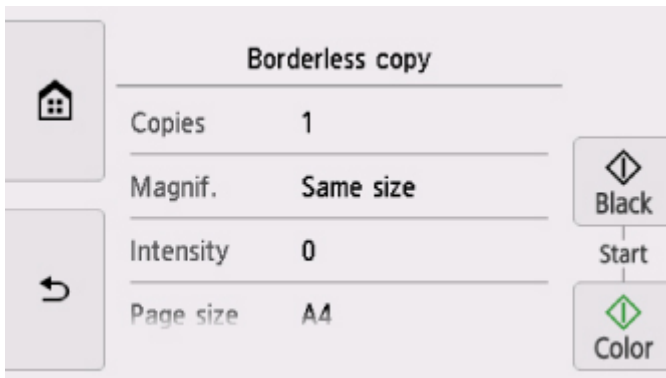 Borderless copy
Copies 1
Magnif. Same size
Intensity 0
Page size A4
Black
Start
Color